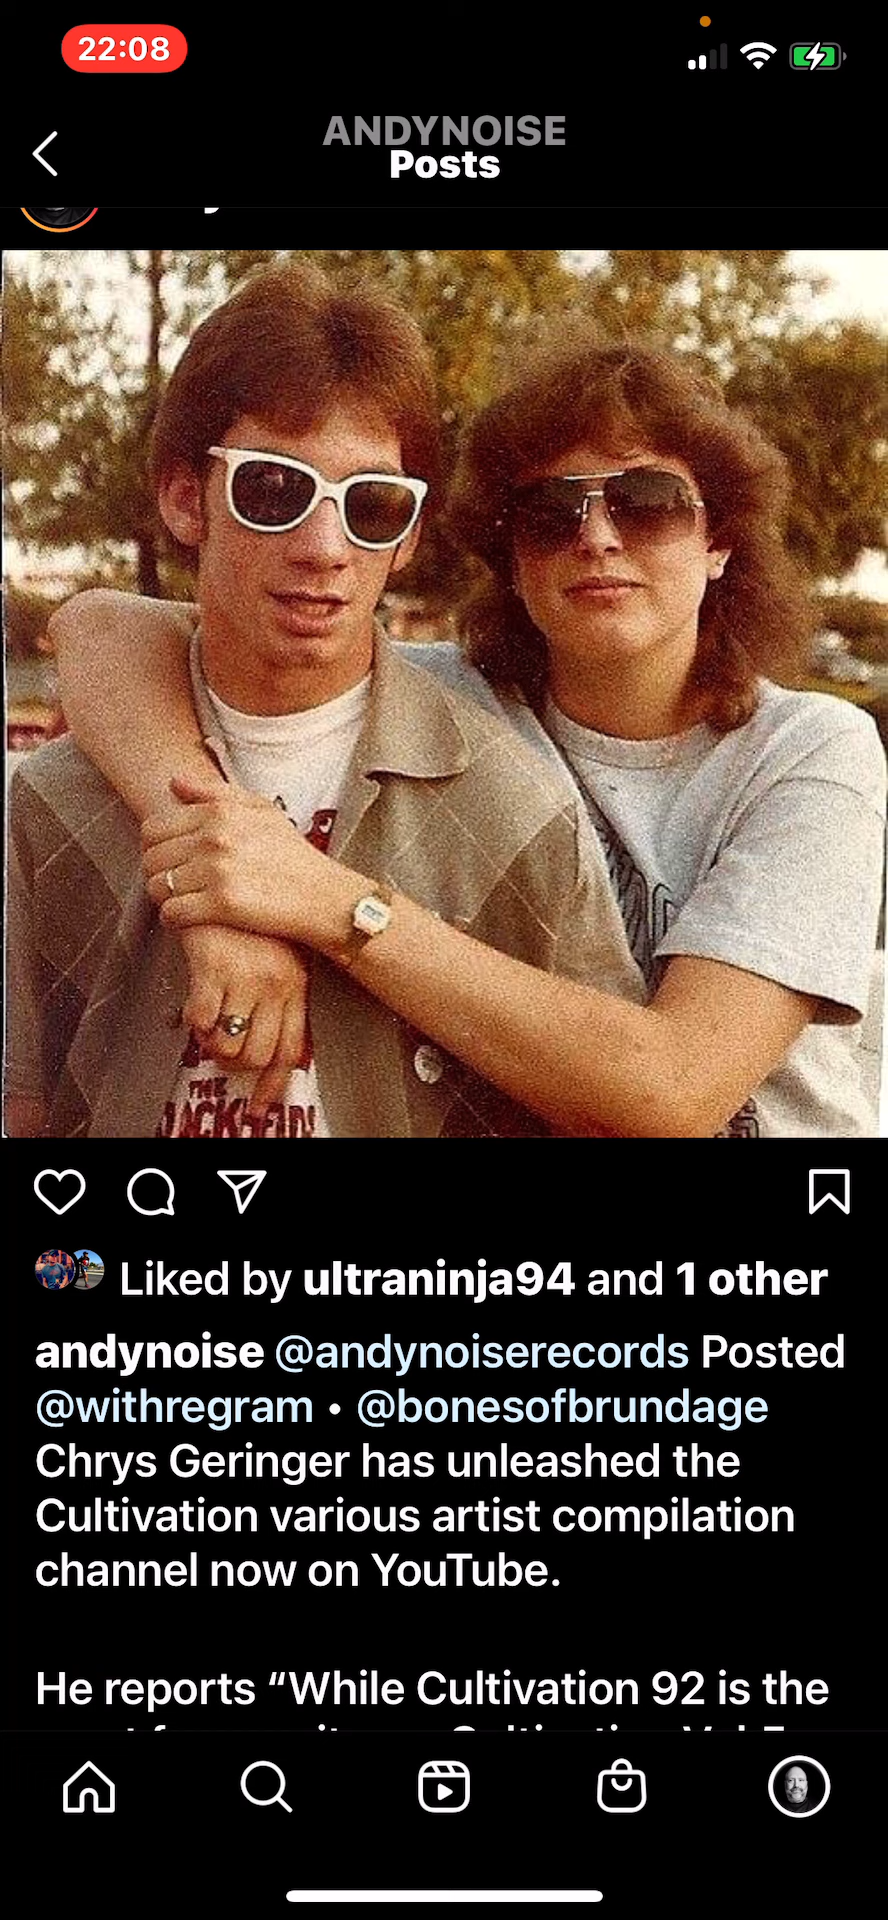 22:08
ANDYNOISE
Posts
THE
Liked by ultraninja94 and 1 other
andynoise @andynoiserecords Posted
@withregram • @bonesofbrundage
Chrys Geringer has unleashed the
Cultivation various artist compilation
channel now on YouTube.
He reports “While Cultivation 92 is the